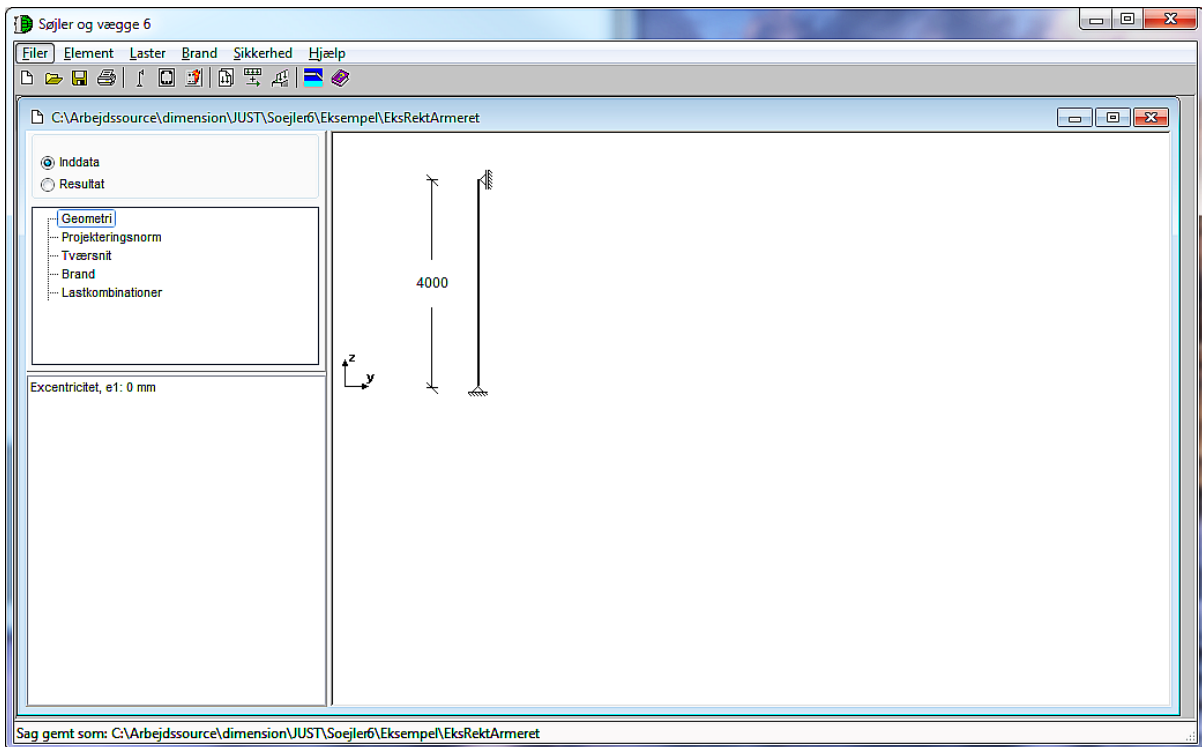 Søjler og vægge 6
Filer Element Laster Brand Sikkerhed Hjælp
C:\Arbejdssource\dimension\JUST\Soejler6\Eksempel\EksRektArmeret
Inddata
Resultat
Geometri
Projekteringsnorm
Tværsnit
Brand
Lastkombinationer
Excentricitet, e1: 0 mm
4000
z
y
Sag gemt som: C:\Arbejdssource\dimension\JUST\Soejler6\Eksempel\EksRektArmeret